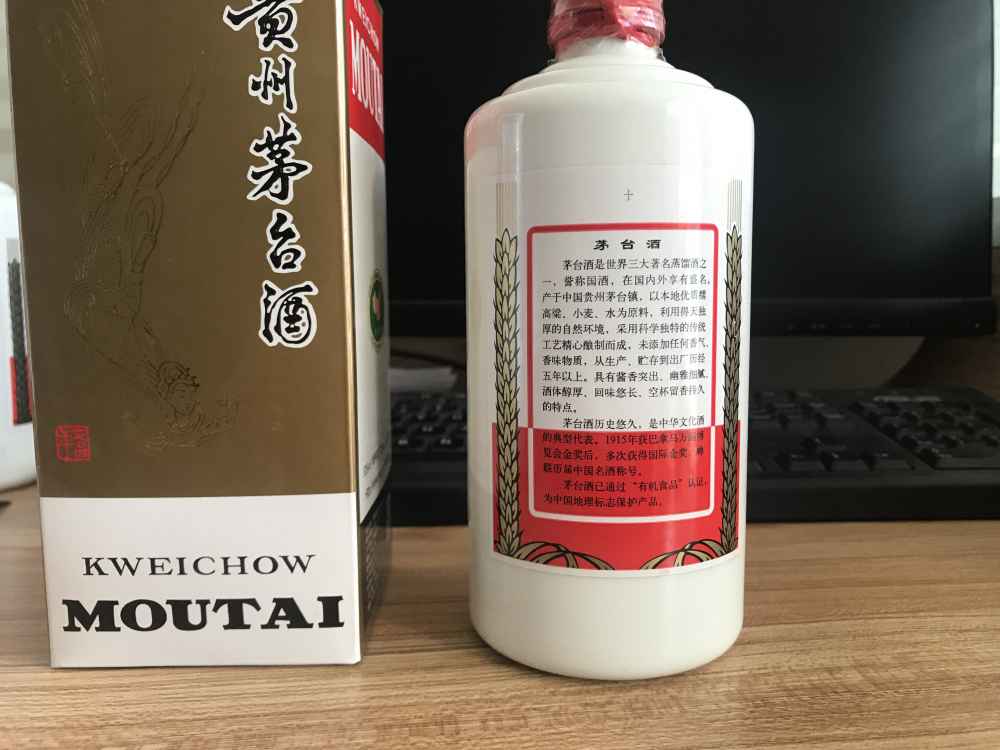 贵州茅台酒
KWEICHOW
MOUTAI
KWEICHOW
MOUTAI
茅台酒
茅台酒是世界三大著名蒸馏酒之
一，誉称国酒，在国内外享有盛名。
产于中国贵州茅台镇，以本地优质糯
高粱、小麦、水为原料，利用得天独
厚的自然环境，采用科学独特的传统
工艺精心酿制而成，未添加任何香气、
香味物质，从生产、贮存到出厂历经
五年以上。具有酱香突出、幽雅细腻、
酒体醇厚、回味悠长、空杯留香持久
的特点。
茅台酒历史悠久，是中华文化酒
的典型代表。1915年获巴拿马万国博
览会金奖后，多次获得国际金奖，蝉
联历届中国名酒称号。
茅台酒已通过“有机食品”认证，
为中国地理标志保护产品。